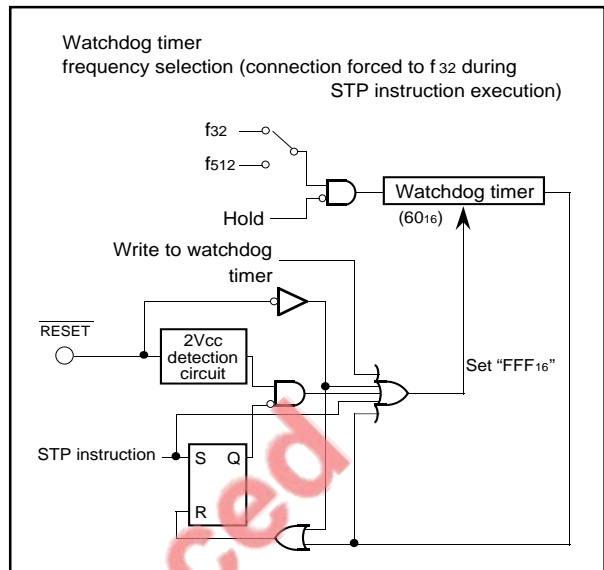 Watchdog timer
frequency selection (connection forced to f32 during
STP instruction execution)
f32
f512
Hold
Watchdog timer
(6016)
Write to watchdog
timer
RESET
2Vcc
detection
circuit
Set “FFF16”
STP instruction
S Q
R
ced